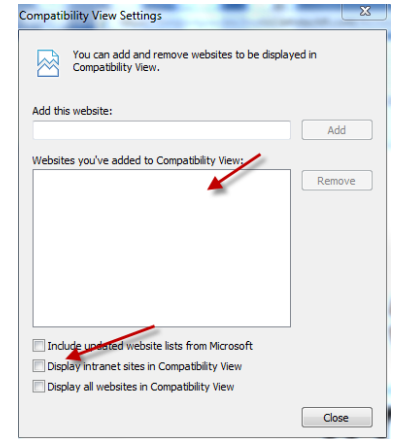 Compatibility View Settings
You can add and remove websites to be displayed in
Compatibility View.
Add this website:
Add
Websites you've added to Compatibility View:
Remove
Include updated website lists from Microsoft
Display intranet sites in Compatibility View
Display all websites in Compatibility View
Close